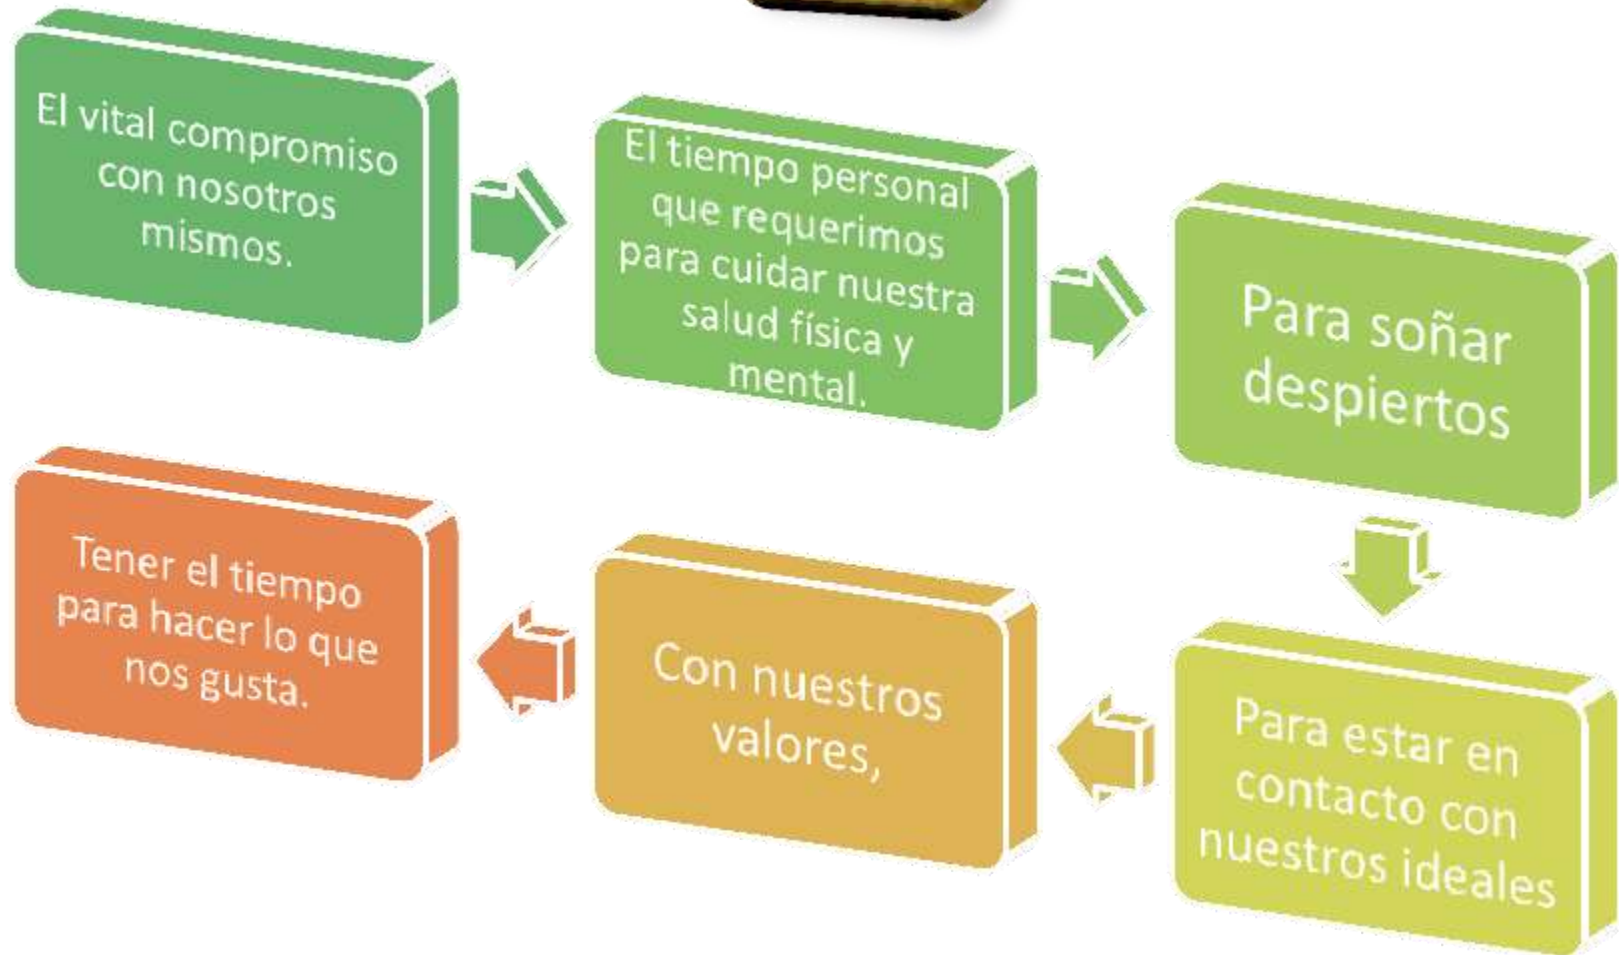 El vital compromiso
con nosotros
mismos.
El tiempo personal
que requerimos
para cuidar nuestra
salud física y
mental.
Para soñar
despiertos
Para estar en
contacto con
nuestros ideales
Con nuestros
valores,
Tener el tiempo
para hacer lo que
nos gusta.